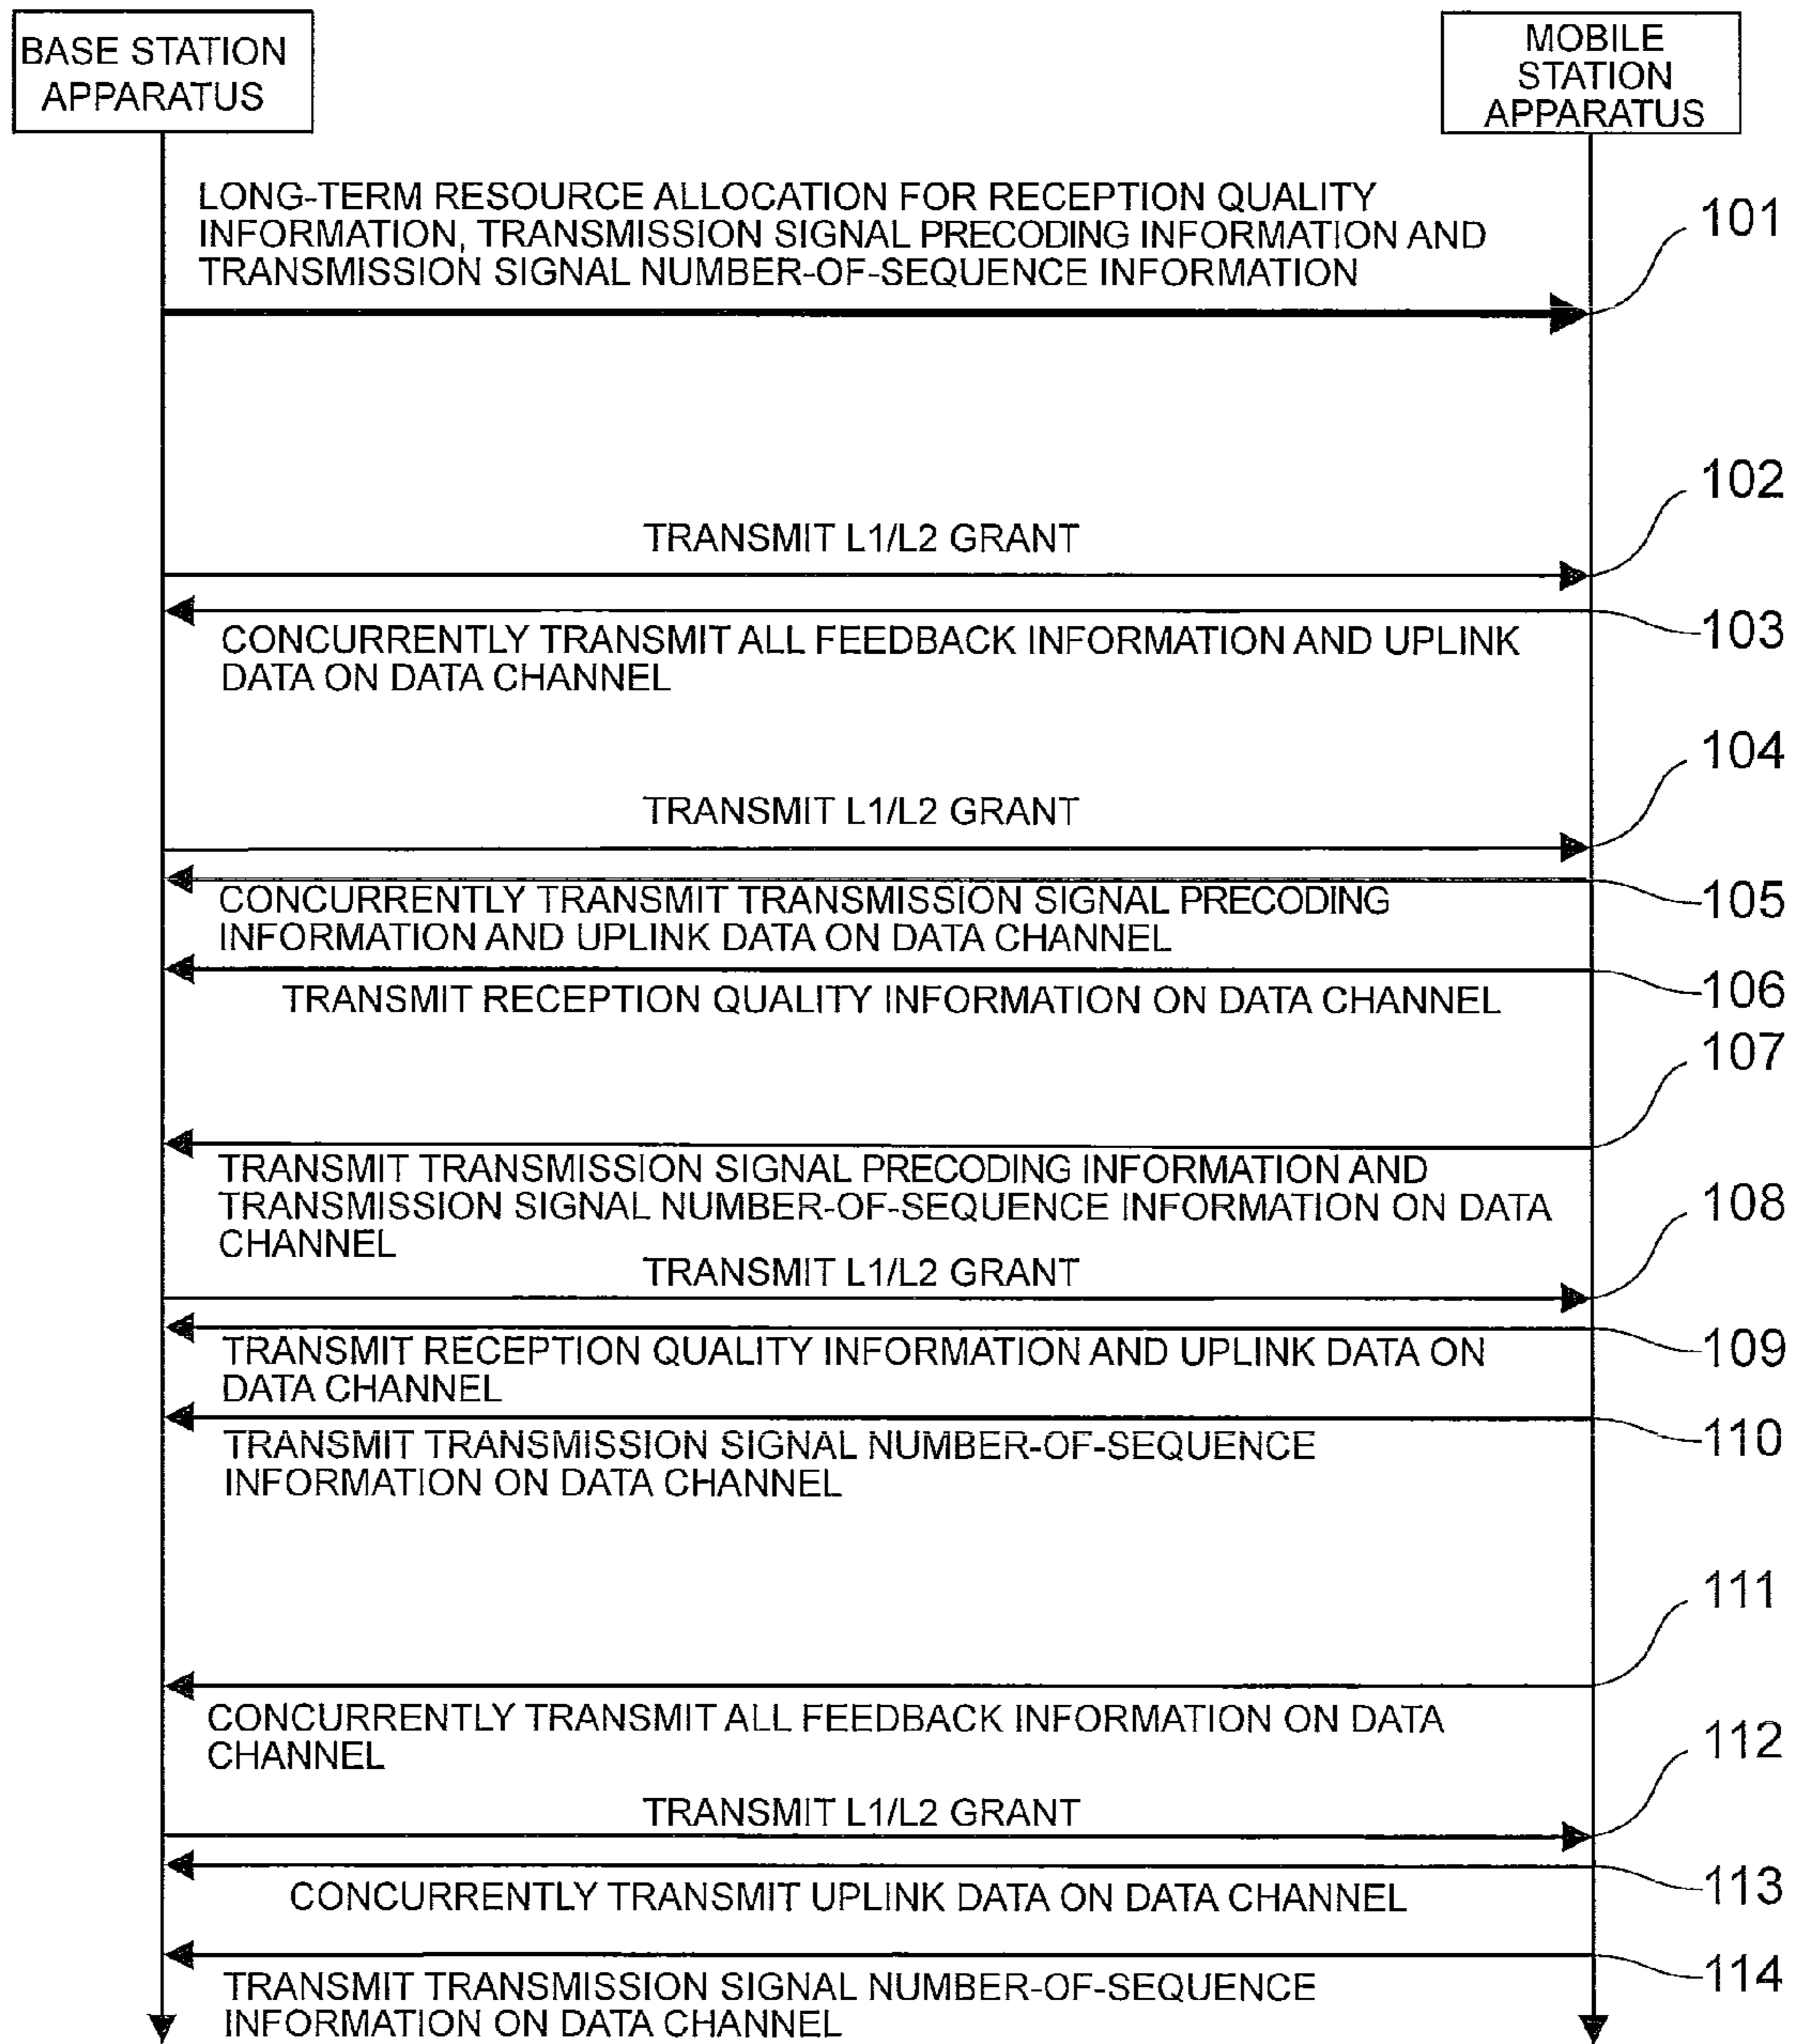 BASE STATION
APPARATUS
MOBILE
STATION
APPARATUS
LONG-TERM RESOURCE ALLOCATION FOR RECEPTION QUALITY
INFORMATION, TRANSMISSION SIGNAL PRECODING INFORMATION AND
TRANSMISSION SIGNAL NUMBER-OF-SEQUENCE INFORMATION
101
102
TRANSMIT L1/L2 GRANT
103
CONCURRENTLY TRANSMIT ALL FEEDBACK INFORMATION AND UPLINK
DATA ON DATA CHANNEL
104
TRANSMIT L1/L2 GRANT
105
CONCURRENTLY TRANSMIT TRANSMISSION SIGNAL PRECODING
INFORMATION AND UPLINK DATA ON DATA CHANNEL
106
TRANSMIT RECEPTION QUALITY INFORMATION ON DATA CHANNEL
107
TRANSMIT TRANSMISSION SIGNAL PRECODING INFORMATION AND
TRANSMISSION SIGNAL NUMBER-OF-SEQUENCE INFORMATION ON DATA
CHANNEL
108
TRANSMIT L1/L2 GRANT
109
TRANSMIT RECEPTION QUALITY INFORMATION AND UPLINK DATA ON
DATA CHANNEL
110
TRANSMIT TRANSMISSION SIGNAL NUMBER-OF-SEQUENCE
INFORMATION ON DATA CHANNEL
111
CONCURRENTLY TRANSMIT ALL FEEDBACK INFORMATION ON DATA
CHANNEL
112
TRANSMIT L1/L2 GRANT
113
CONCURRENTLY TRANSMIT UPLINK DATA ON DATA CHANNEL
114
TRANSMIT TRANSMISSION SIGNAL NUMBER-OF-SEQUENCE
INFORMATION ON DATA CHANNEL